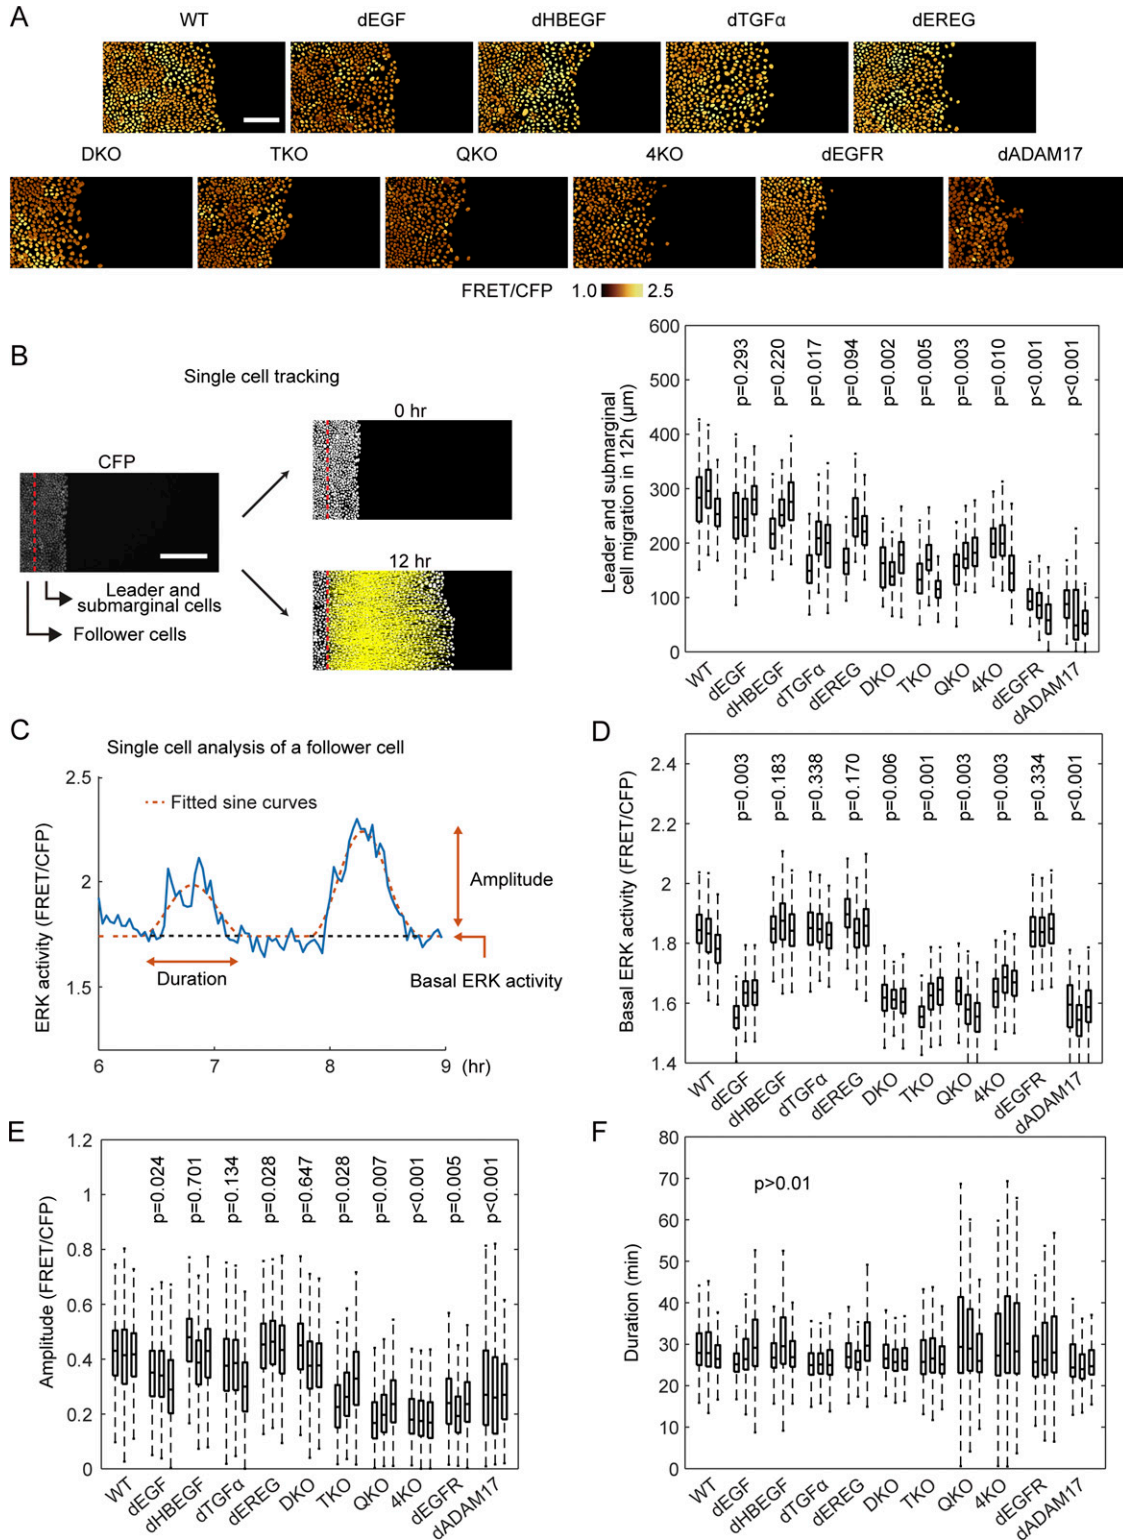 A
WT dEGF dHBEGF dTGFα dEREG
DKO TKO QKO 4KO dEGFR dADAM17
FRET/CFP 1.0 2.5
B
Single cell tracking
CFP
0 hr
12 hr
Leader and
submarginal cells
Follower cells
Leader and submarginal
cell migration in 12h (μm)
600
500
400
300
200
100
0
p=0.293 p=0.220 p=0.017 p=0.094 p=0.002 p=0.005 p=0.003 p=0.010 p<0.001 p<0.001
WT dEGF dHBEGF dTGFα dEREG DKO TKO QKO 4KO dEGFR dADAM17
C
Single cell analysis of a follower cell
ERK activity (FRET/CFP)
2.5
2
1.5
Fitted sine curves
Amplitude
Duration
Basal ERK activity
6 7 8 9 (hr)
D
Basal ERK activity (FRET/CFP)
2.4
2.2
2
1.8
1.6
1.4
p=0.003 p=0.183 p=0.338 p=0.170 p=0.006 p=0.001 p=0.003 p=0.003 p=0.334 p<0.001
WT dEGF dHBEGF dTGFα dEREG DKO TKO QKO 4KO dEGFR dADAM17
E
Amplitude (FRET/CFP)
1.2
1
0.8
0.6
0.4
0.2
0
p=0.024 p=0.701 p=0.134 p=0.028 p=0.647 p=0.028 p=0.007 p<0.001 p=0.005 p<0.001
WT dEGF dHBEGF dTGFα dEREG DKO TKO QKO 4KO dEGFR dADAM17
F
Duration (min)
80
70
60
50
40
30
20
10
0
p>0.01
WT dEGF dHBEGF dTGFα dEREG DKO TKO QKO 4KO dEGFR dADAM17